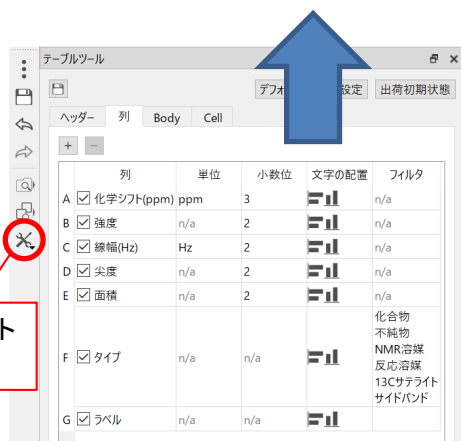 テーブルツール
デフォ 設定 出荷初期状態
ヘッダー 列 Body Cell
列 単位 小数位 文字の配置 フィルタ
A 化学シフト(ppm) ppm 3 n/a
B 強度 n/a 2 n/a
C 線幅(Hz) Hz 2 n/a
D 尖度 n/a 2 n/a
E 面積 n/a 2 n/a
F タイプ n/a n/a 化合物
不純物
NMR溶媒
反応溶媒
13Cサテライト
サイドバンド
G ラベル n/a n/a
ト